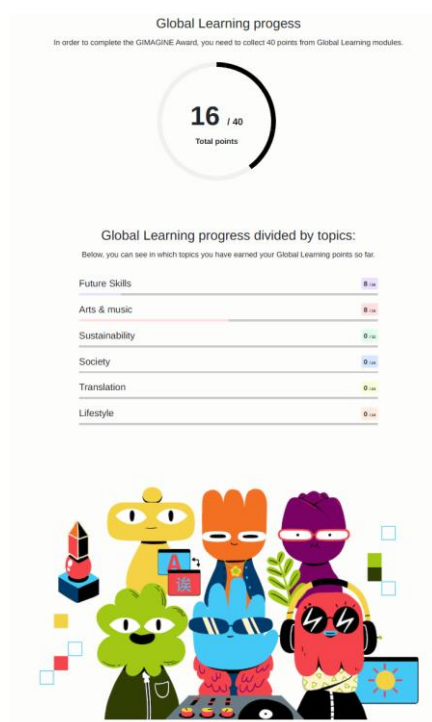 Global Learning progess
In order to complete the GIMAGINE Award, you need to collect 40 points from Global Learning modules.
16 / 40
Total points
Global Learning progress divided by topics:
Below, you can see in which topics you have earned your Global Learning points so far.
Future Skills 8
Arts & music 8
Sustainability 0
Society 0
Translation 0
Lifestyle 0
A